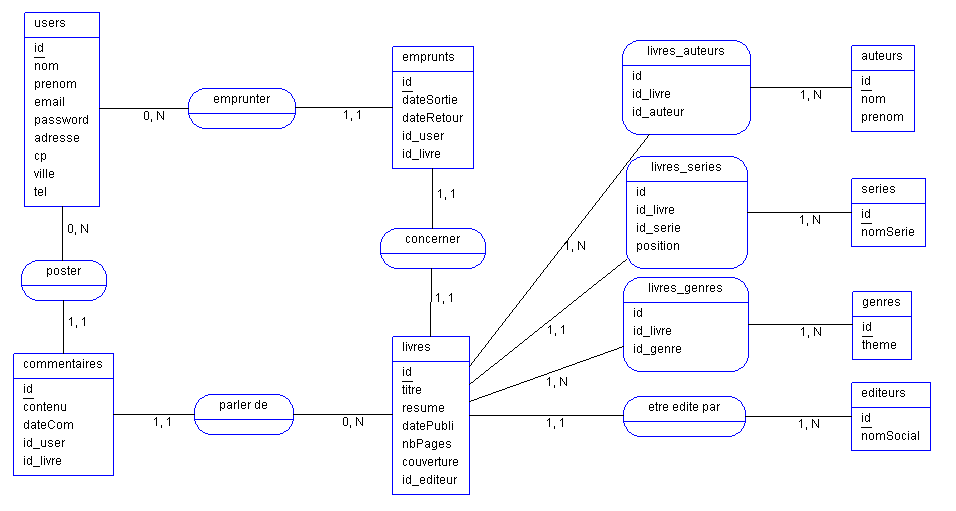 users
id
nom
prenom
email
password
adresse
cp
ville
tel
0, N
emprunter
1, 1
emprunts
id
dateSortie
dateRetour
id_user
id_livre
1, 1
concerner
1, 1
0, N
poster
1, 1
commentaires
id
contenu
dateCom
id_user
id_livre
1, 1
parler de
0, N
livres
id
titre
resume
datePubli
nbPages
couverture
id_editeur
livres_auteurs
id
id_livre
id_auteur
1, N
1, N
auteurs
id
nom
prenom
livres_series
id
id_livre
id_serie
position
1, 1
1, N
series
id
nomSerie
livres_genres
id
id_livre
id_genre
1, N
1, N
genres
id
theme
1, 1
etre edite par
1, N
editeurs
id
nomSocial